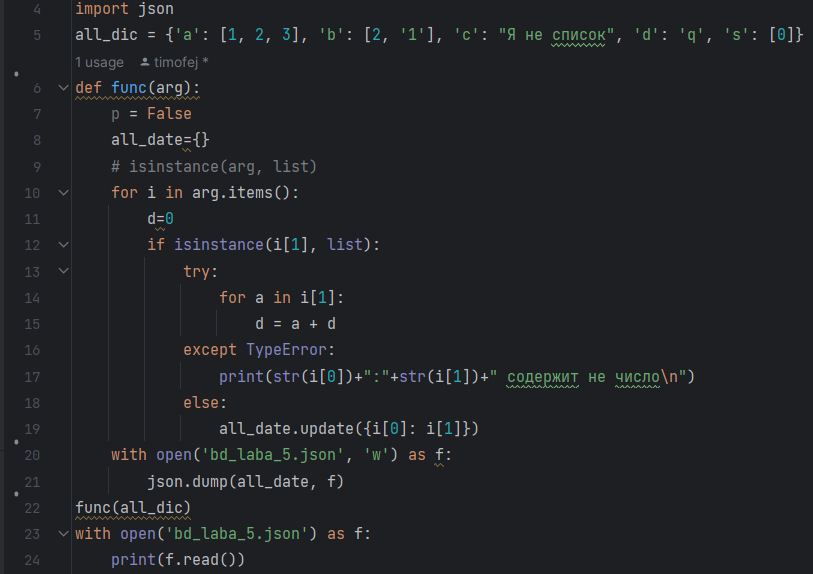 4 import json
5 all_dic = {'a': [1, 2, 3], 'b': [2, '1'], 'c': "Я не список", 'd': 'q', 's': [0]}
1 usage timofej *
6 def func(arg):
7     p = False
8     all_date={}
9     # isinstance(arg, list)
10     for i in arg.items():
11         d=0
12         if isinstance(i[1], list):
13             try:
14                 for a in i[1]:
15                     d = a + d
16             except TypeError:
17                 print(str(i[0])+":"+str(i[1])+" содержит не число\n")
18             else:
19                 all_date.update({i[0]: i[1]})
20     with open('bd_laba_5.json', 'w') as f:
21         json.dump(all_date, f)
22 func(all_dic)
23 with open('bd_laba_5.json') as f:
24     print(f.read())